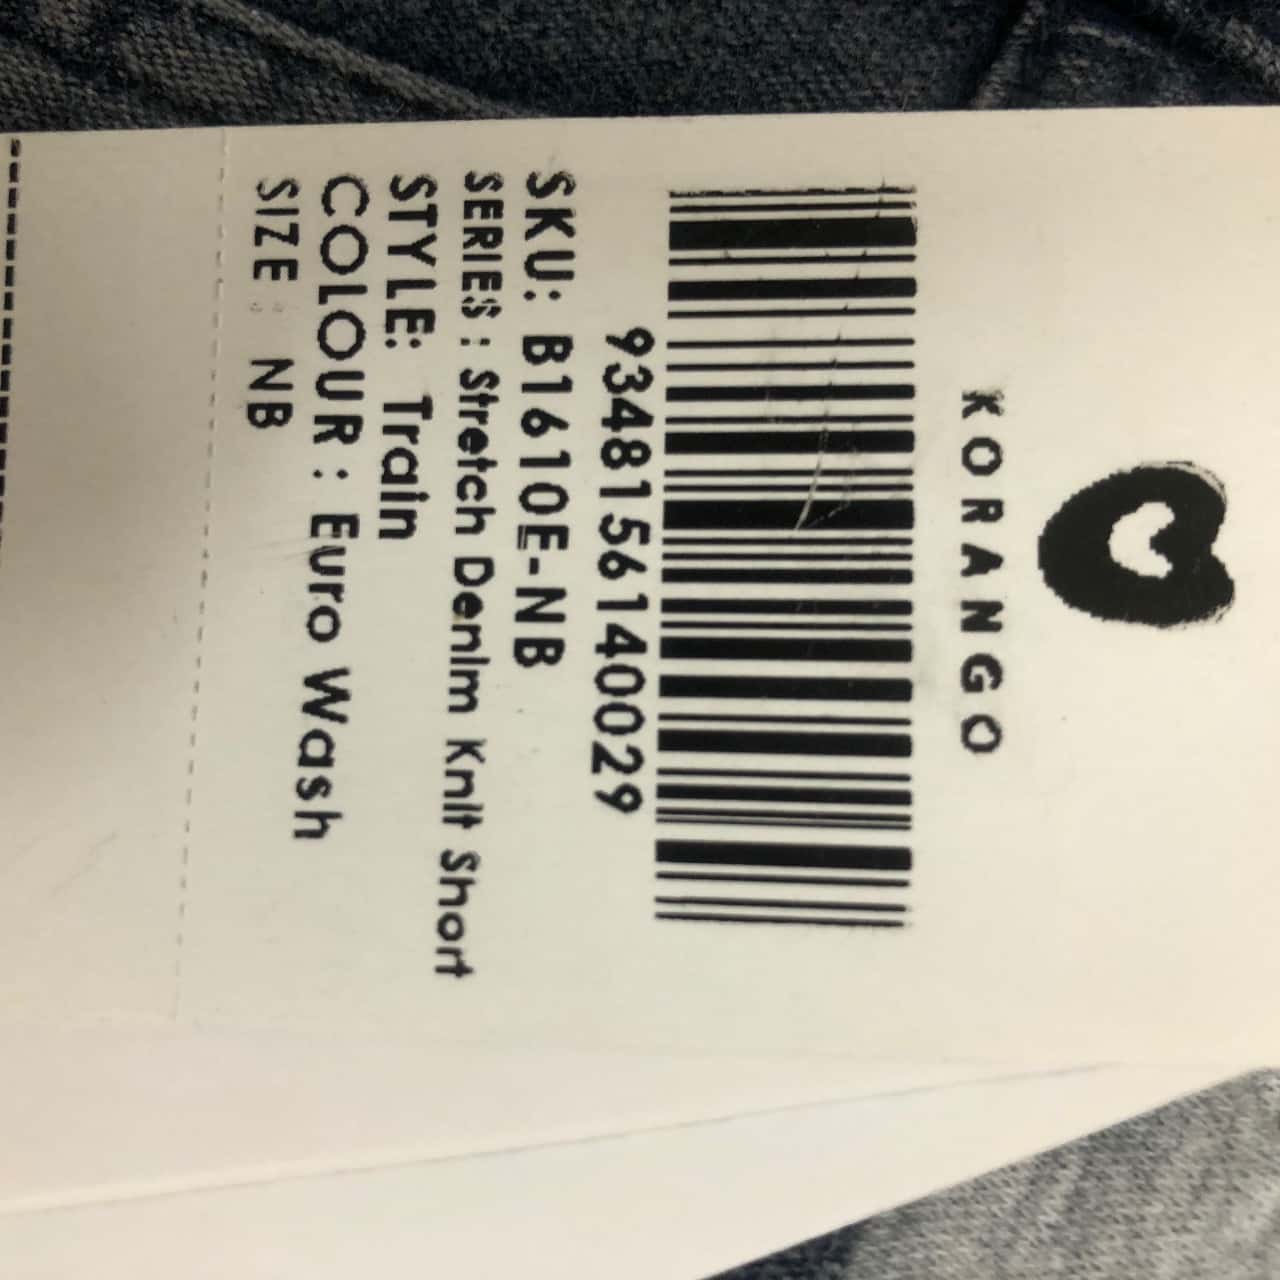 KORANGO
9348156140029
SKU: B1610E-NB
SERIES : Stretch Denim Knit Short
STYLE: Train
COLOUR : Euro Wash
SIZE : NB